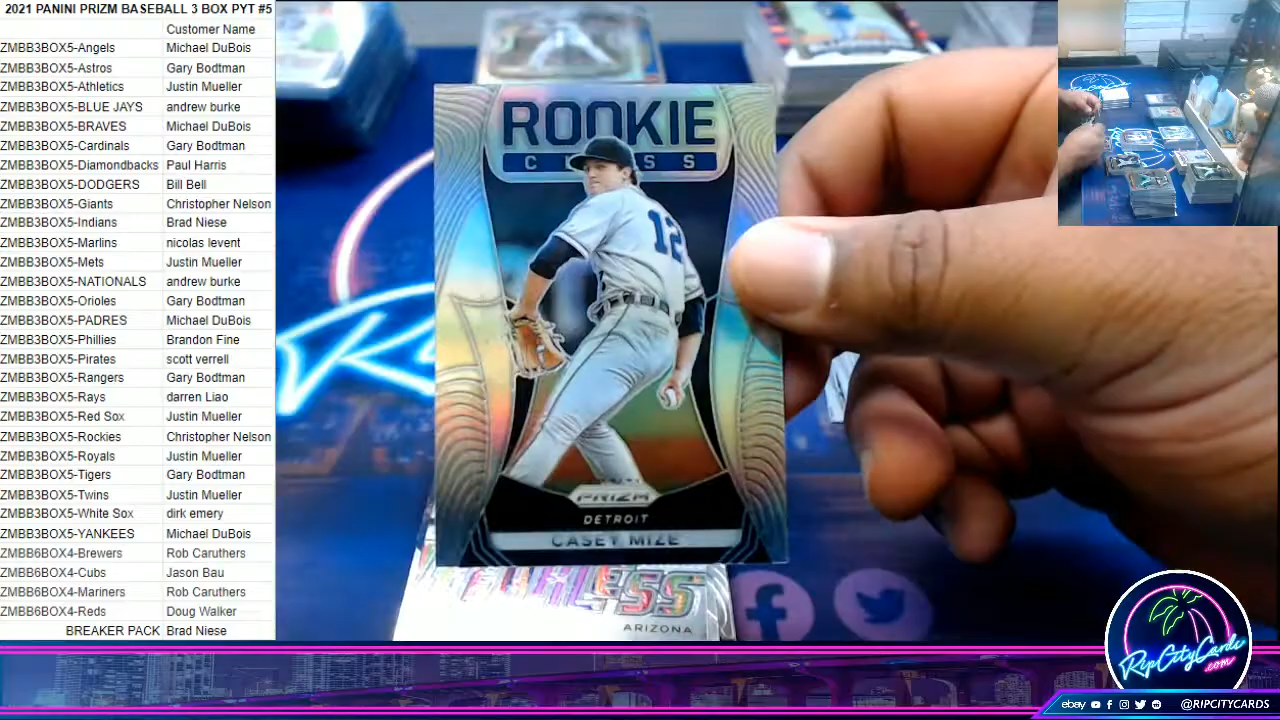 2021 PANINI PRIZM BASEBALL 3 BOX PYT #5
Customer Name
ZMBB3BOX5-Angels Michael DuBois
ZMBB3BOX5-Astros Gary Bodtman
ZMBB3BOX5-Athletics Justin Mueller
ZMBB3BOX5-BLUE JAYS andrew burke
ZMBB3BOX5-BRAVES Michael DuBois
ZMBB3BOX5-Cardinals Gary Bodtman
ZMBB3BOX5-Diamondbacks Paul Harris
ZMBB3BOX5-DODGERS Bill Bell
ZMBB3BOX5-Giants Christopher Nelson
ZMBB3BOX5-Indians Brad Niese
ZMBB3BOX5-Marlins nicolas levent
ZMBB3BOX5-Mets Justin Mueller
ZMBB3BOX5-NATIONALS andrew burke
ZMBB3BOX5-Orioles Gary Bodtman
ZMBB3BOX5-PADRES Michael DuBois
ZMBB3BOX5-Phillies Brandon Fine
ZMBB3BOX5-Pirates scott verrell
ZMBB3BOX5-Rangers Gary Bodtman
ZMBB3BOX5-Rays darren Liao
ZMBB3BOX5-Red Sox Justin Mueller
ZMBB3BOX5-Rockies Christopher Nelson
ZMBB3BOX5-Royals Justin Mueller
ZMBB3BOX5-Tigers Gary Bodtman
ZMBB3BOX5-Twins Justin Mueller
ZMBB3BOX5-White Sox dirk emery
ZMBB3BOX5-YANKEES Michael DuBois
ZMBB6BOX4-Brewers Rob Caruthers
ZMBB6BOX4-Cubs Jason Bau
ZMBB6BOX4-Mariners Rob Caruthers
ZMBB6BOX4-Reds Doug Walker
BREAKER PACK Brad Niese
ROOKIE
CLASS
12
PRIZM
DETROIT
CASEY MIZE
ARIZONA
RipCityCards
.com
ebay @RIPCITYCARDS